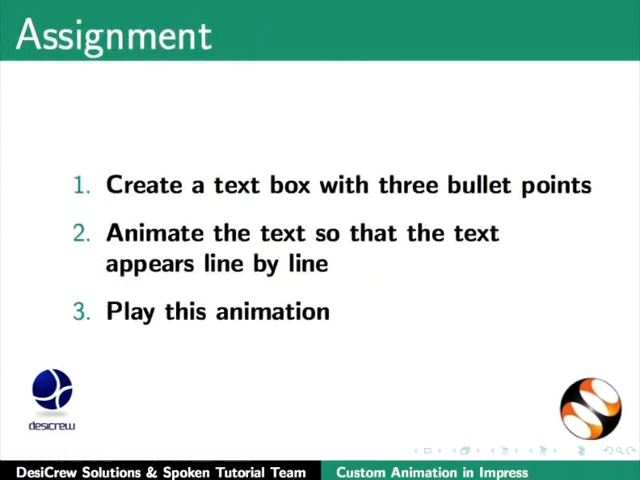 Assignment
1. Create a text box with three bullet points
2. Animate the text so that the text
appears line by line
3. Play this animation
desicrew
DesiCrew Solutions & Spoken Tutorial Team Custom Animation in Impress